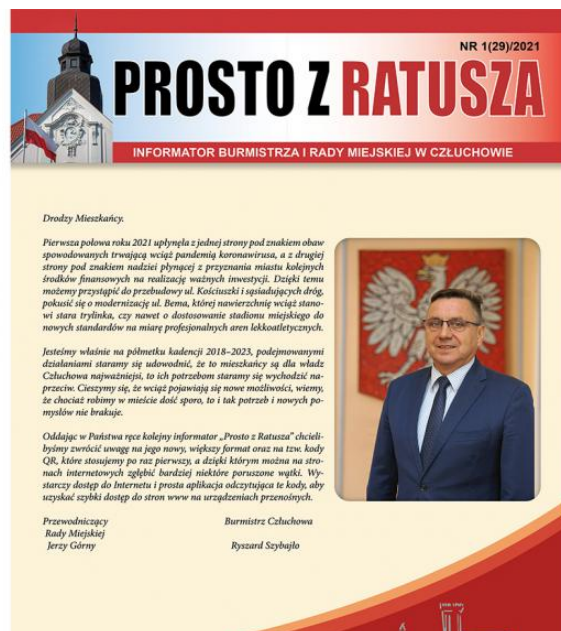 NR 1(29)/2021
PROSTO Z RATUSZA
INFORMATOR BURMISTRZA I RADY MIEJSKIEJ W CZŁUCHOWIE
Drodzy Mieszkańcy.
Pierwsza połowa roku 2021 upłynęła z jednej strony pod znakiem obaw
spowodowanych trwającą wciąż pandemią koronawirusa, a z drugiej
strony pod znakiem nadziei płynącej z przyznania miastu kolejnych
środków finansowych na realizację ważnych inwestycji. Dzięki temu
możemy przystąpić do przebudowy ul. Kościuszki i sąsiadujących dróg,
pokusić się o modernizację ul. Bema, której nawierzchnię wciąż stano-
wi stara trylinka, czy nawet o dostosowanie stadionu miejskiego do
nowych standardów na miarę profesjonalnych aren lekkoatletycznych.
Jesteśmy właśnie na półmetku kadencji 2018–2023, podejmowanymi
działaniami staramy się udowodnić, że to mieszkańcy są dla władz
Człuchowa najważniejsi, to ich potrzebom staramy się wychodzić na-
przeciw. Cieszymy się, że wciąż pojawiają się nowe możliwości, wiemy,
że chociaż robimy w mieście dość sporo, to i tak potrzeb i nowych po-
mysłów nie brakuje.
Oddając w Państwa ręce kolejny informator „Prosto z Ratusza” chcieli-
byśmy zwrócić uwagę na jego nowy, większy format oraz na tzw. kody
QR, które stosujemy po raz pierwszy, a dzięki którym można na stro-
nach internetowych zgłębić bardziej niektóre poruszone wątki. Wy-
starczy dostęp do Internetu i prosta aplikacja odczytująca te kody, aby
uzyskać szybki dostęp do stron www na urządzeniach przenośnych.
Przewodniczący Burmistrz Człuchowa
Rady Miejskiej
Jerzy Górny Ryszard Szybajło